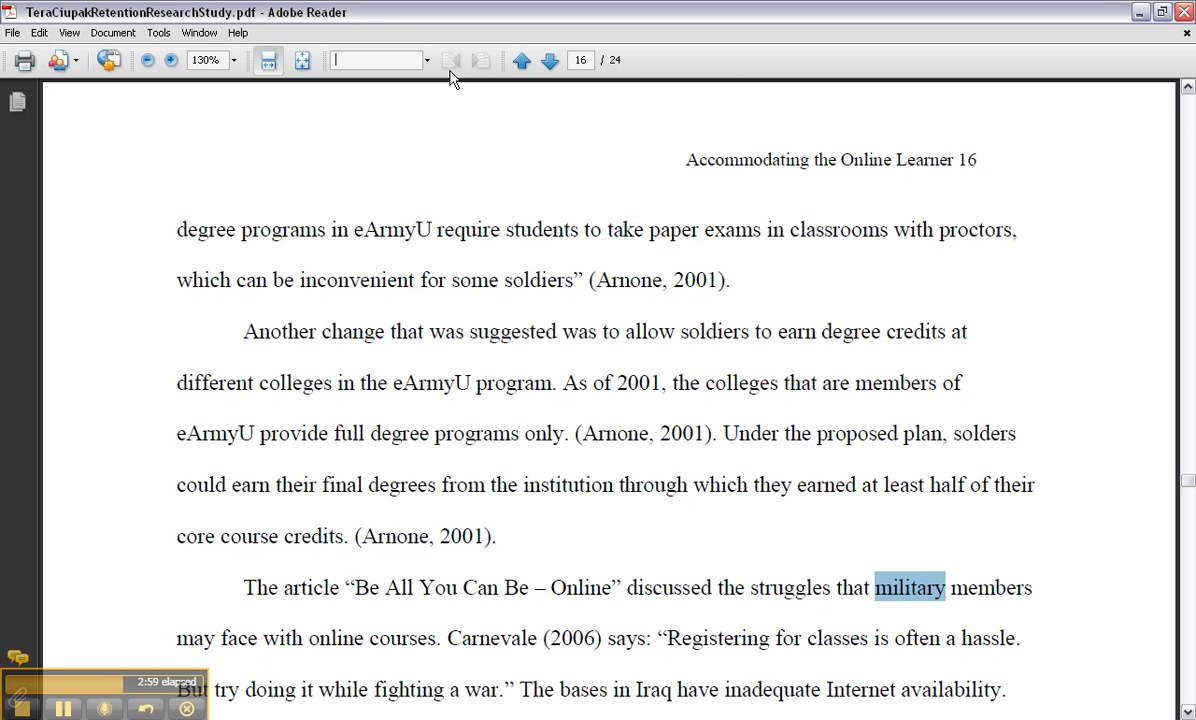 TeraCiupakRetentionResearchStudy.pdf - Adobe Reader
File Edit View Document Tools Window Help
130% 16 / 24
Accommodating the Online Learner 16
degree programs in eArmyU require students to take paper exams in classrooms with proctors,
which can be inconvenient for some soldiers” (Arnone, 2001).
Another change that was suggested was to allow soldiers to earn degree credits at
different colleges in the eArmyU program. As of 2001, the colleges that are members of
eArmyU provide full degree programs only. (Arnone, 2001). Under the proposed plan, solders
could earn their final degrees from the institution through which they earned at least half of their
core course credits. (Arnone, 2001).
The article “Be All You Can Be – Online” discussed the struggles that military members
may face with online courses. Carnevale (2006) says: “Registering for classes is often a hassle.
But try doing it while fighting a war.” The bases in Iraq have inadequate Internet availability.
2:59 elapsed